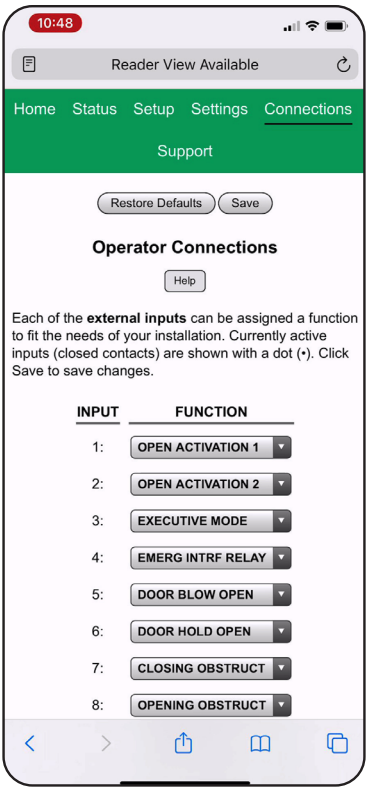 10:48
Reader View Available
Home Status Setup Settings Connections
Support
Restore Defaults Save
Operator Connections
Help
Each of the external inputs can be assigned a function
to fit the needs of your installation. Currently active
inputs (closed contacts) are shown with a dot (•). Click
Save to save changes.
INPUT FUNCTION
1: OPEN ACTIVATION 1
2: OPEN ACTIVATION 2
3: EXECUTIVE MODE
4: EMERG INTRF RELAY
5: DOOR BLOW OPEN
6: DOOR HOLD OPEN
7: CLOSING OBSTRUCT
8: OPENING OBSTRUCT